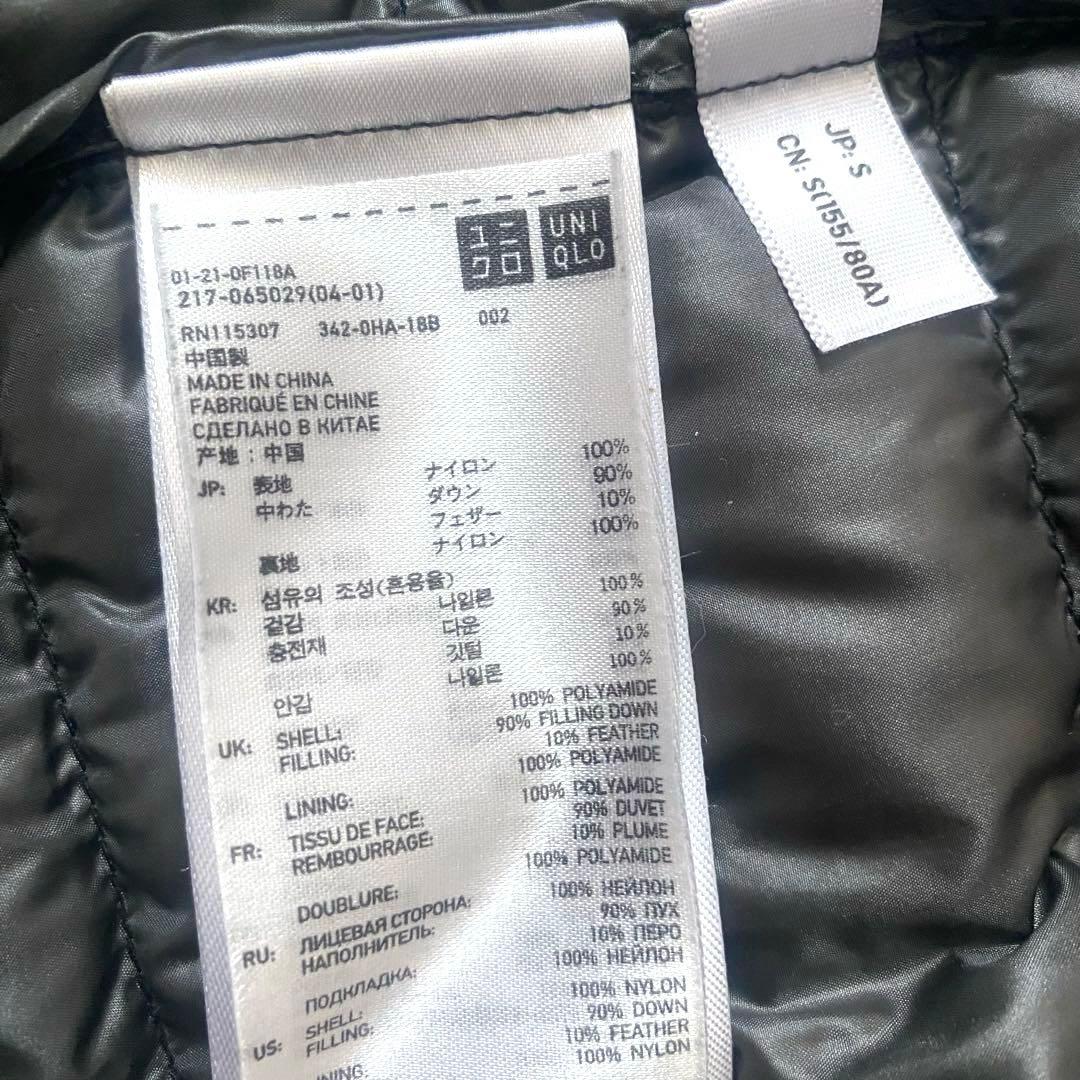 ユニクロ
UNIQLO
JP: S
CN: S(155/80A)
01-21-0F118A
217-065029(04-01)
RN115307 342-0HA-18B 002
中国製
MADE IN CHINA
FABRIQUÉ EN CHINE
СДЕЛАНО В КИТАЕ
产地：中国
JP: 表地 ナイロン 100%
中わた ダウン 90%
フェザー 10%
裏地 ナイロン 100%
KR: 섬유의 조성(혼용율)
겉감 나일론 100%
충전재 다운 90%
깃털 10%
안감 나일론 100%
UK: SHELL: 100% POLYAMIDE
FILLING: 90% FILLING DOWN
10% FEATHER
LINING: 100% POLYAMIDE
FR: TISSU DE FACE: 100% POLYAMIDE
REMBOURRAGE: 90% DUVET
10% PLUME
DOUBLURE: 100% POLYAMIDE
RU: ЛИЦЕВАЯ СТОРОНА: 100% НЕЙЛОН
НАПОЛНИТЕЛЬ: 90% ПУХ
10% ПЕРО
ПОДКЛАДКА: 100% НЕЙЛОН
US: SHELL: 100% NYLON
FILLING: 90% DOWN
10% FEATHER
LINING: 100% NYLON